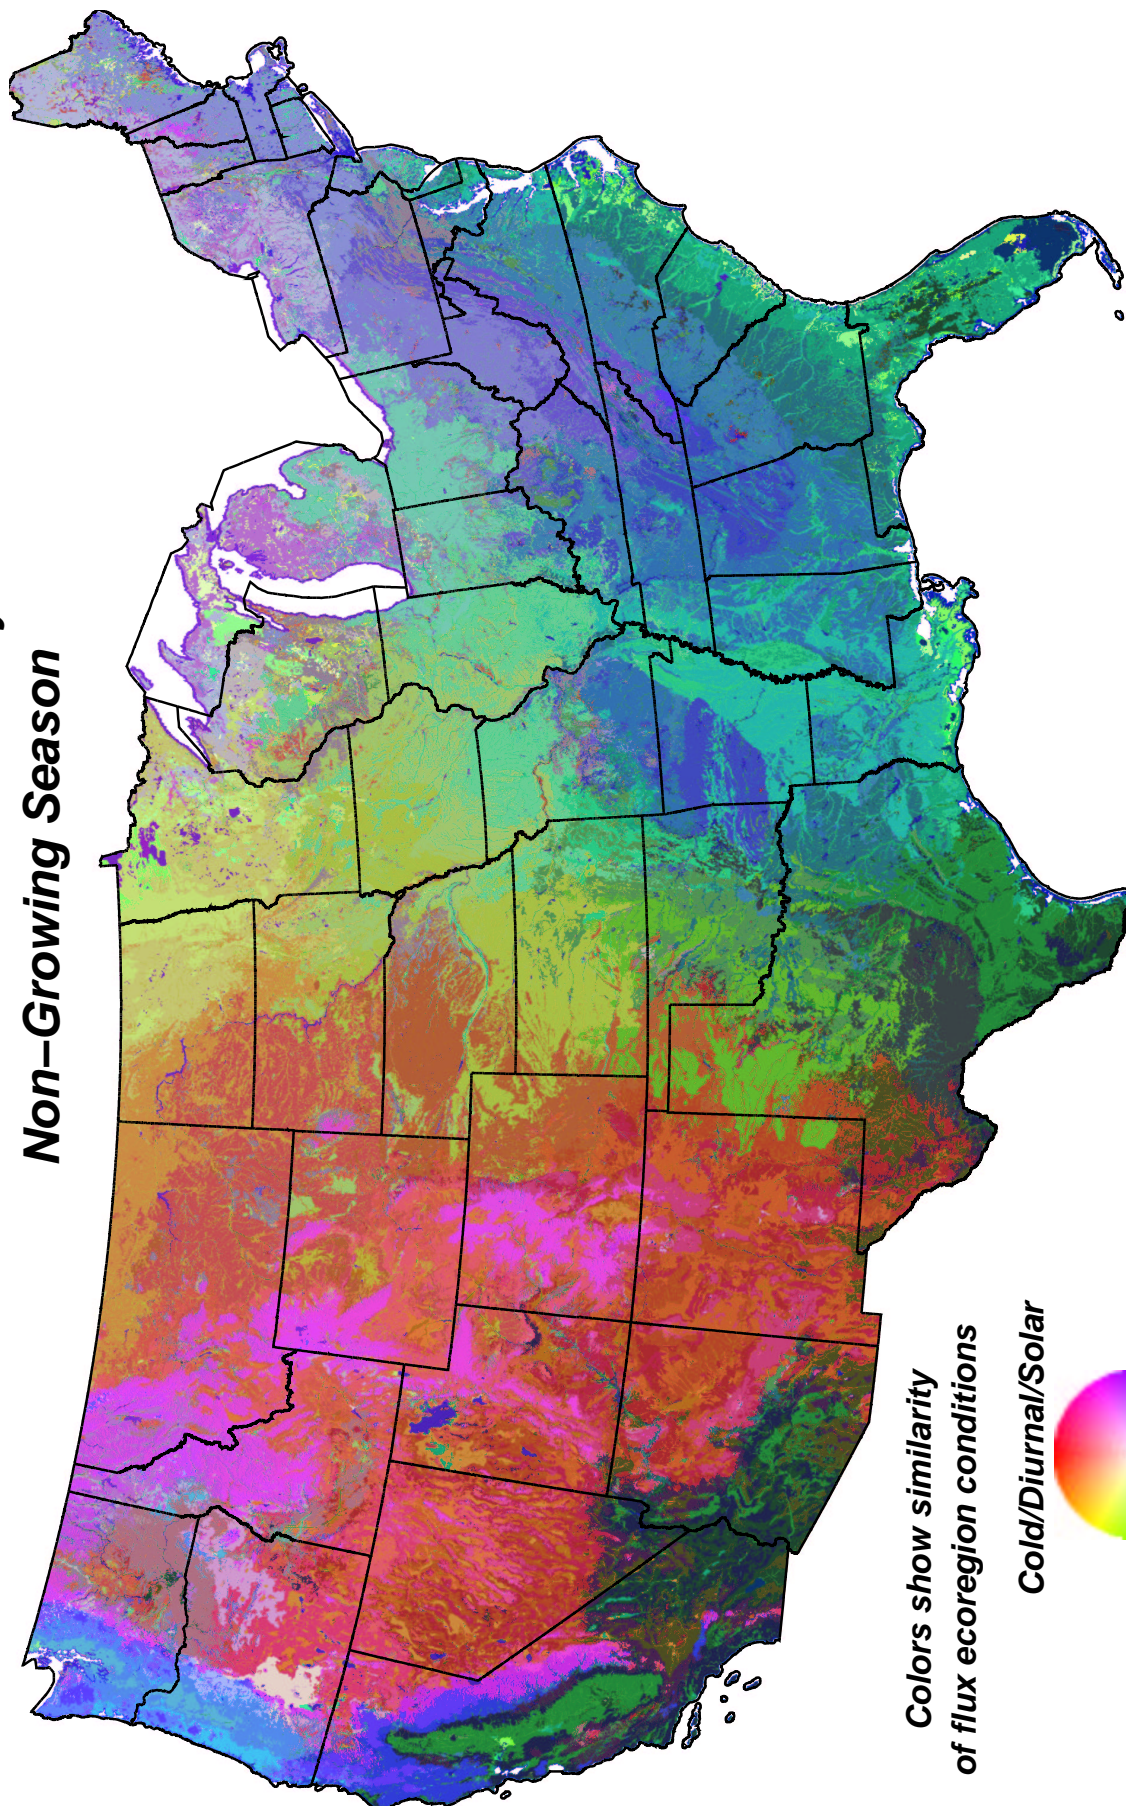 Non–Growing Season
Colors show similarity
of flux ecoregion conditions
Cold/Diurnal/Solar